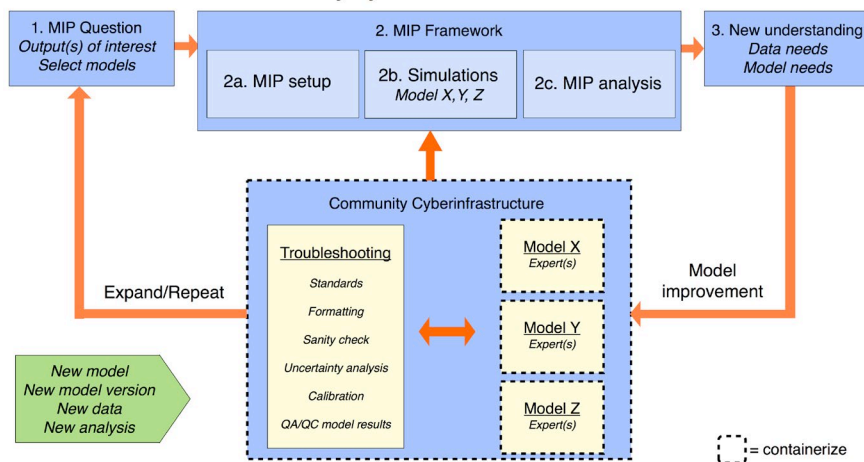 1. MIP Question
Output(s) of interest
Select models
2. MIP Framework
2a. MIP setup
2b. Simulations
Model X,Y, Z
2c. MIP analysis
3. New understanding
Data needs
Model needs
Community Cyberinfrastructure
Troubleshooting
Standards
Formatting
Sanity check
Uncertainty analysis
Calibration
QA/QC model results
Model X
Expert(s)
Model Y
Expert(s)
Model Z
Expert(s)
Expand/Repeat
Model
improvement
New model
New model version
New data
New analysis
= containerize